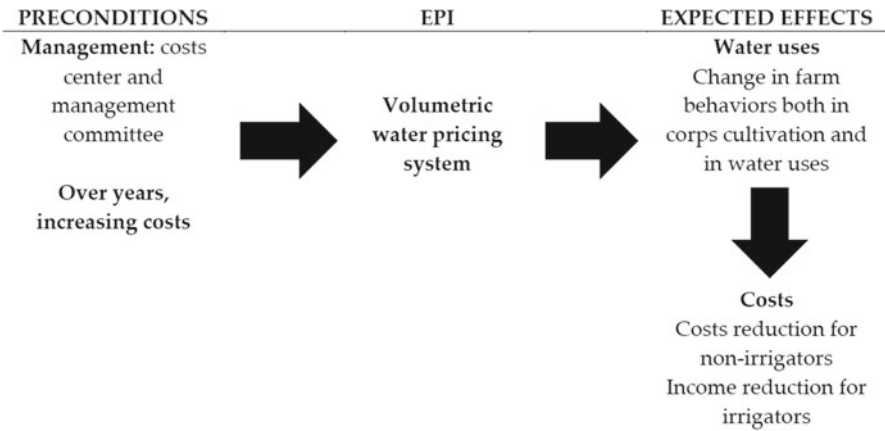 PRECONDITIONS
EPI
EXPECTED EFFECTS
Management: costs
center and
management
committee
Over years,
increasing costs
Volumetric
water pricing
system
Water uses
Change in farm
behaviors both in
corps cultivation and
in water uses
Costs
Costs reduction for
non-irrigators
Income reduction for
irrigators